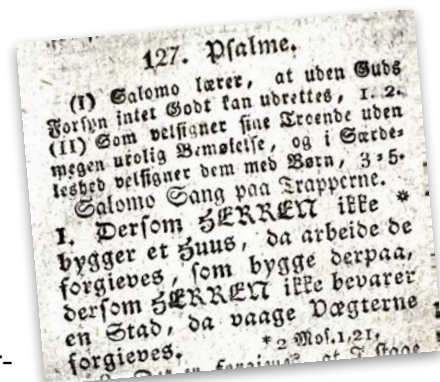 127. Psalme.
(I) Salomo lærer, at uden Guds
Forsyn intet Godt kan udrettes, 1. 2.
(II) Som velsigner sine Troende uden
megen urolig Bemøielse, og i Særde-
leshed velsigner dem med Børn, 3-5.
Salomo Sang paa Trapperne.
1. Dersom HERREN ikke *
bygger et Huus, da arbeide de
forgieves, som bygge derpaa,
dersom HERREN ikke bevarer
en Stad, da vaage Vægterne
forgieves. * 2 Mos. 1, 21.